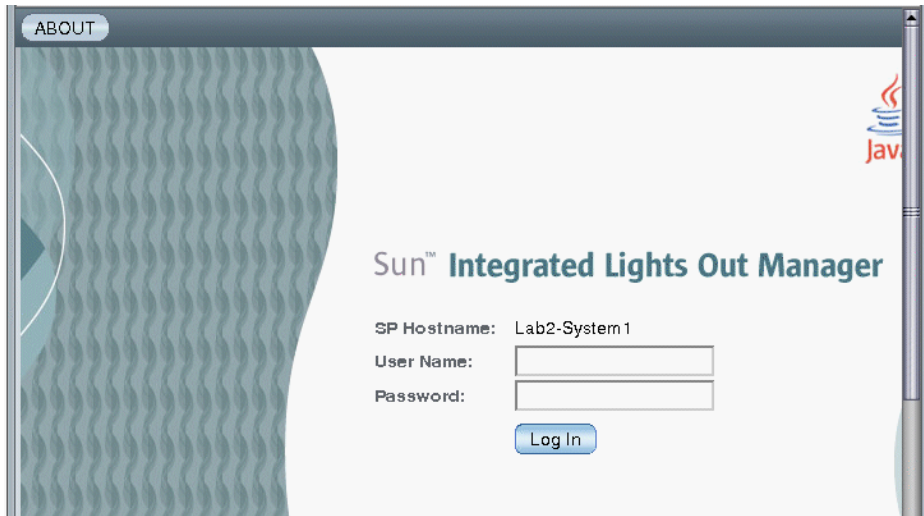 ABOUT
Java
Sun™ Integrated Lights Out Manager
SP Hostname: Lab2-System1
User Name:
Password:
Log In